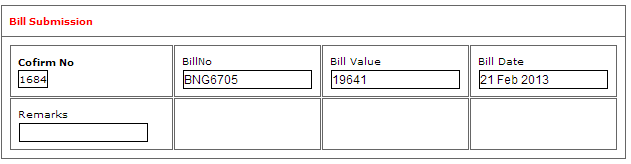 Bill Submission
Cofirm No BillNo Bill Value Bill Date
1684 BNG6705 19641 21 Feb 2013
Remarks